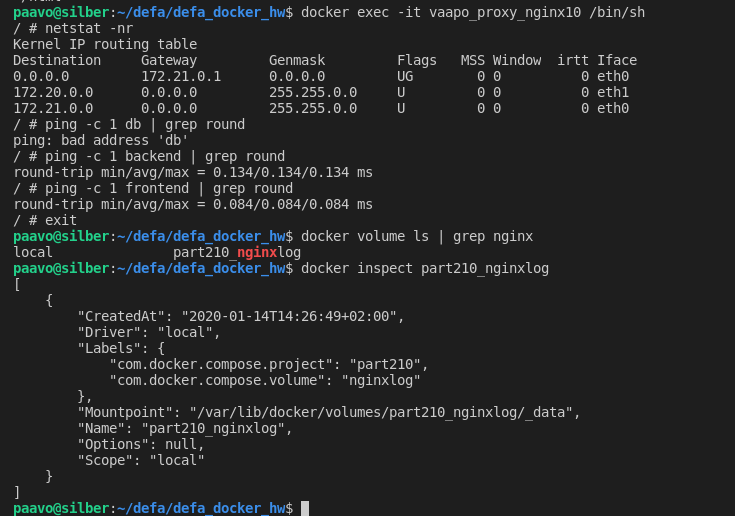 paavo@silber:~/defa/defa_docker_hw$ docker exec -it vaapo_proxy_nginx10 /bin/sh
/ # netstat -nr
Kernel IP routing table
Destination     Gateway         Genmask         Flags   MSS Window  irtt Iface
0.0.0.0         172.21.0.1      0.0.0.0         UG        0 0          0 eth0
172.20.0.0      0.0.0.0         255.255.0.0     U         0 0          0 eth1
172.21.0.0      0.0.0.0         255.255.0.0     U         0 0          0 eth0
/ # ping -c 1 db | grep round
ping: bad address 'db'
/ # ping -c 1 backend | grep round
round-trip min/avg/max = 0.134/0.134/0.134 ms
/ # ping -c 1 frontend | grep round
round-trip min/avg/max = 0.084/0.084/0.084 ms
/ # exit
paavo@silber:~/defa/defa_docker_hw$ docker volume ls | grep nginx
local               part210_nginxlog
paavo@silber:~/defa/defa_docker_hw$ docker inspect part210_nginxlog
[
    {
        "CreatedAt": "2020-01-14T14:26:49+02:00",
        "Driver": "local",
        "Labels": {
            "com.docker.compose.project": "part210",
            "com.docker.compose.volume": "nginxlog"
        },
        "Mountpoint": "/var/lib/docker/volumes/part210_nginxlog/_data",
        "Name": "part210_nginxlog",
        "Options": null,
        "Scope": "local"
    }
]
paavo@silber:~/defa/defa_docker_hw$